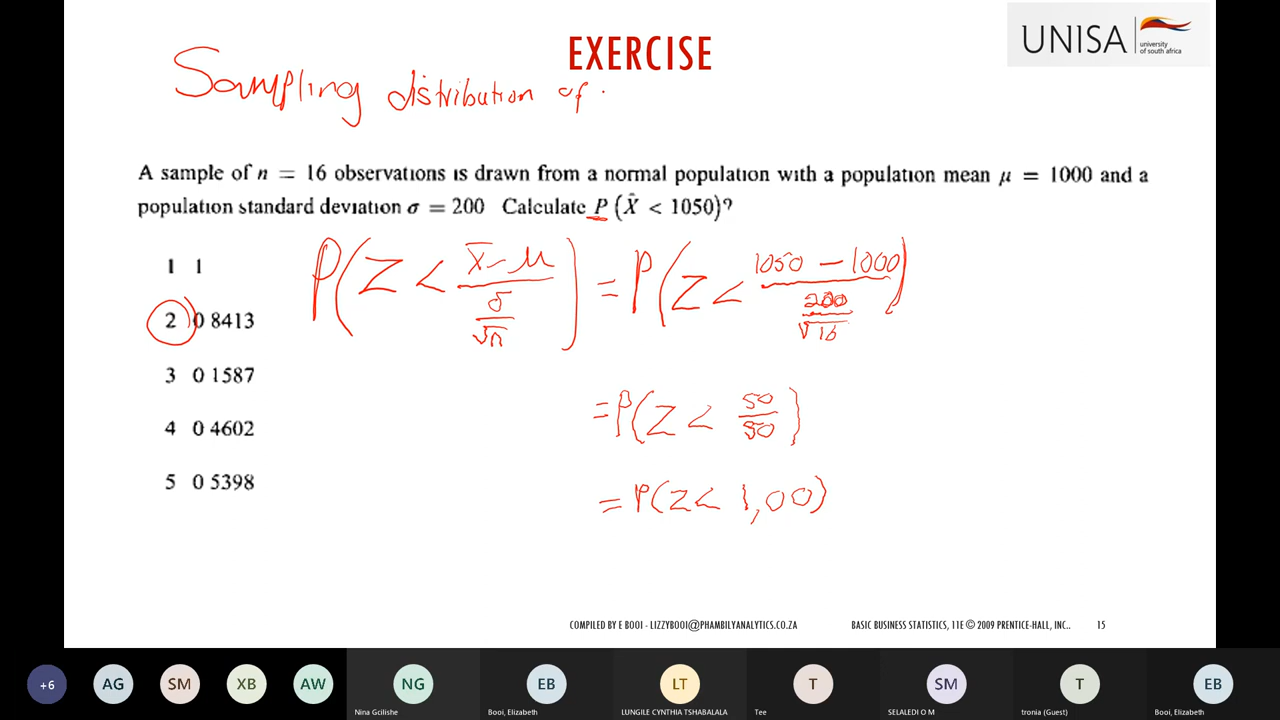 EXERCISE
UNISA university of south africa
Sampling distribution of
A sample of n = 16 observations is drawn from a normal population with a population mean μ = 1000 and a
population standard deviation σ = 200 Calculate P (X̄ < 1050)?
1 1
P(Z < (x̄ - μ)/(σ/√n)) = P(Z < (1050 - 1000)/(200/√16))
2 0 8413
3 0 1587
= P(Z < 50/50)
4 0 4602
5 0 5398
= P(Z < 1,00)
COMPILED BY E BOOI - LIZZYBOOI@PHAMBILYANALYTICS.CO.ZA BASIC BUSINESS STATISTICS, 11E © 2009 PRENTICE-HALL, INC.. 15
+6 AG SM XB AW NG EB LT T SM T EB
Nina Gcilishe Booi, Elizabeth LUNGILE CYNTHIA TSHABALALA Tee SELALEDI O M tronia (Guest) Booi, Elizabeth